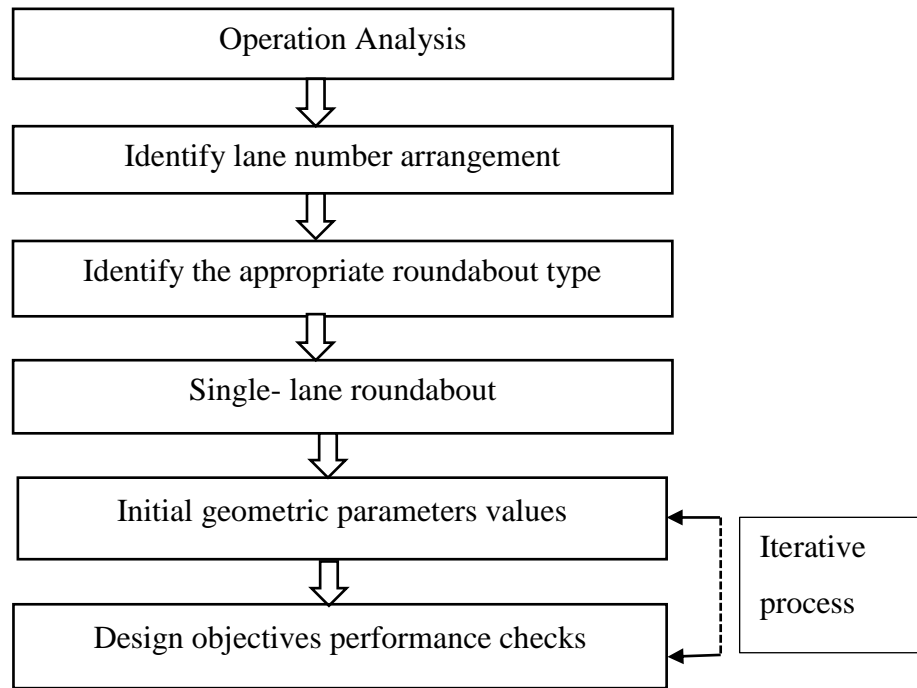 Operation Analysis
Identify lane number arrangement
Identify the appropriate roundabout type
Single- lane roundabout
Initial geometric parameters values
Iterative
process
Design objectives performance checks